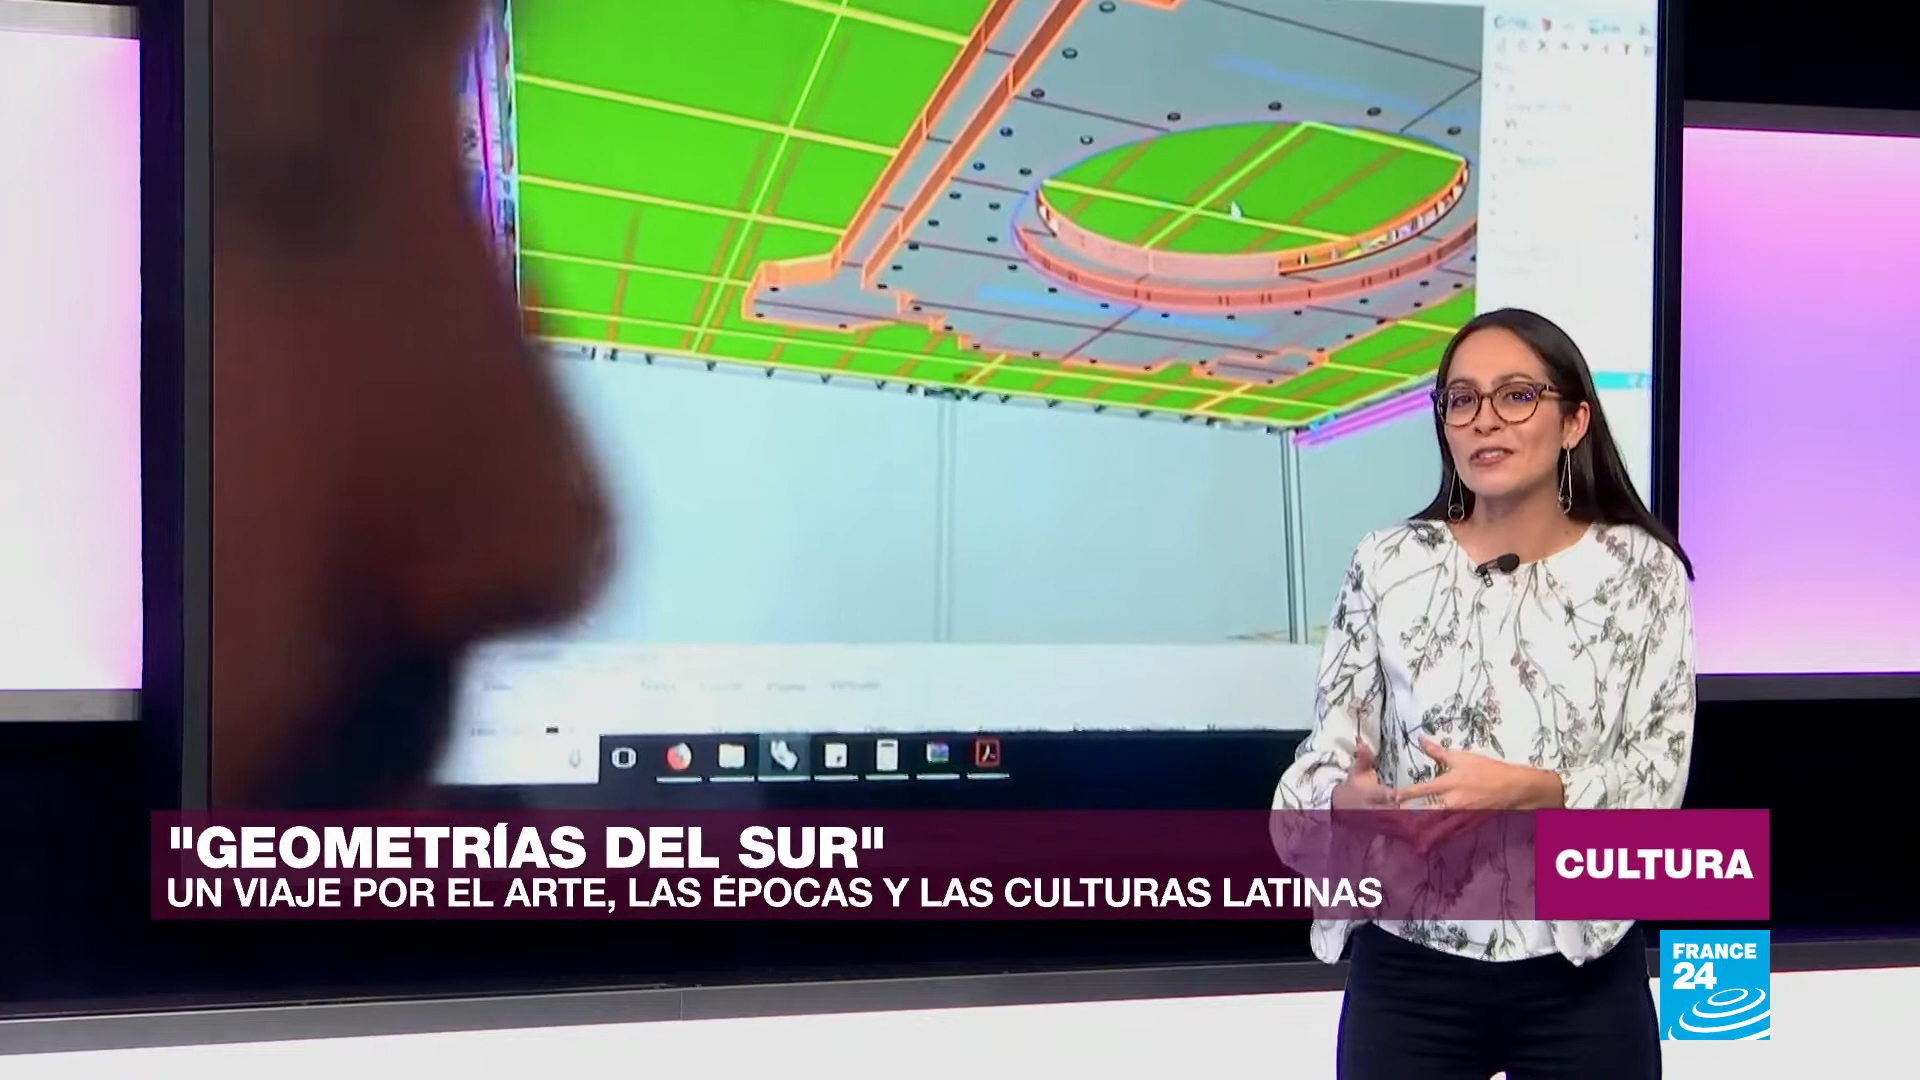 "GEOMETRÍAS DEL SUR"
UN VIAJE POR EL ARTE, LAS ÉPOCAS Y LAS CULTURAS LATINAS
CULTURA
FRANCE
24